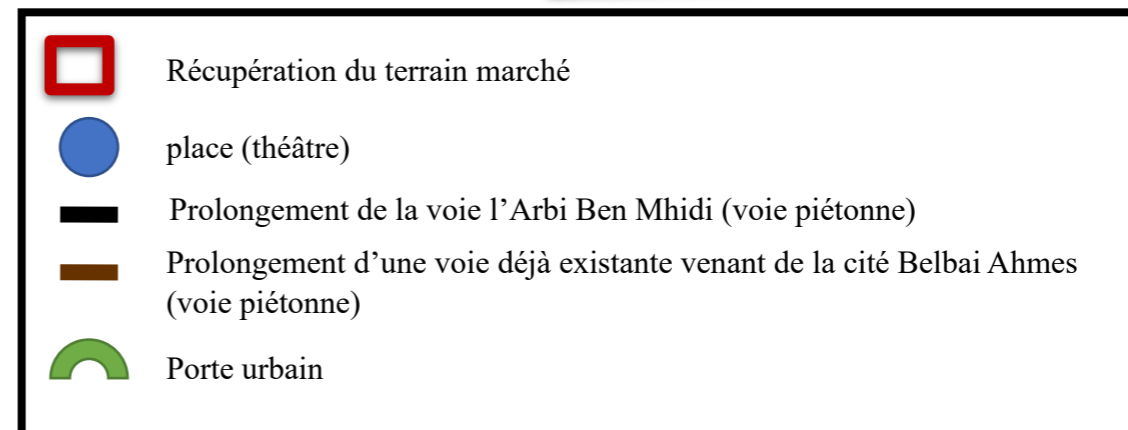 Récupération du terrain marché
place (théâtre)
Prolongement de la voie l’Arbi Ben Mhidi (voie piétonne)
Prolongement d’une voie déjà existante venant de la cité Belbai Ahmes
(voie piétonne)
Porte urbain